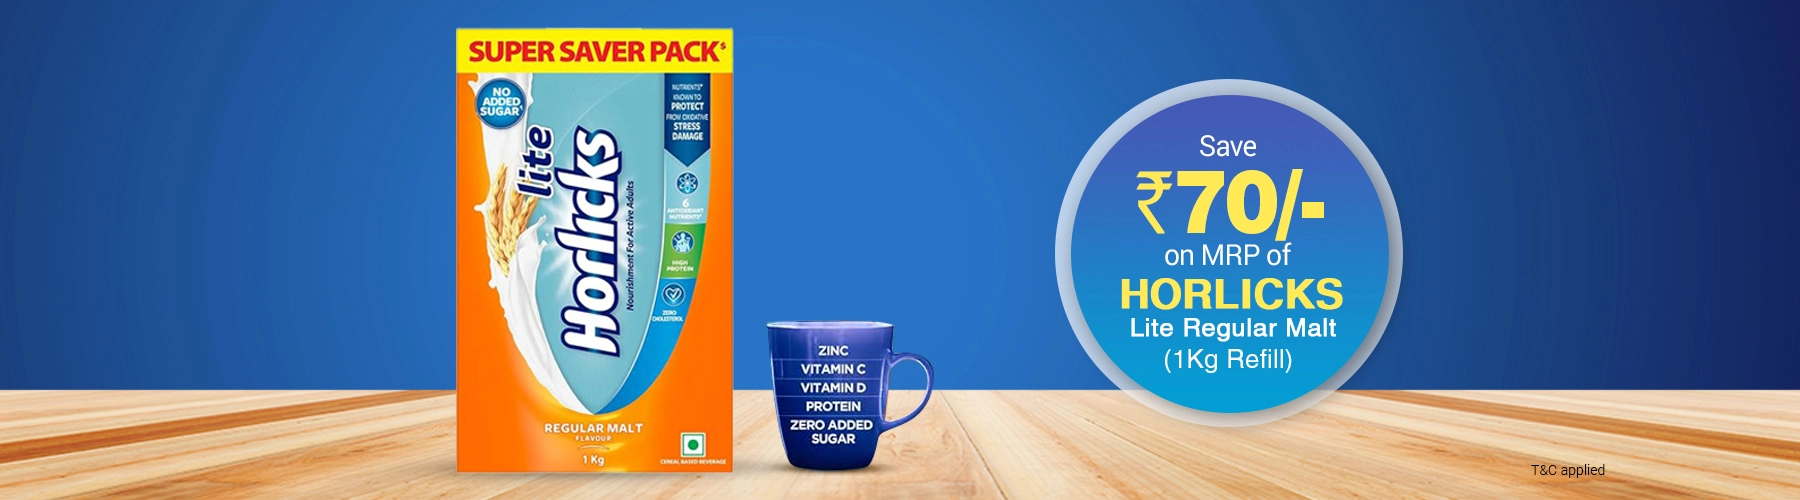 SUPER SAVER PACK$
NO
ADDED
SUGAR
lite
Horlicks
Nourishment For Active Adults
NUTRIENTS*
KNOWN TO
PROTECT
FROM OXIDATIVE
STRESS
DAMAGE
6
ANTIOXIDANT
NUTRIENTS*
HIGH
PROTEIN
ZERO
CHOLESTEROL
REGULAR MALT
FLAVOUR
1 Kg
CEREAL BASED BEVERAGE
ZINC
VITAMIN C
VITAMIN D
PROTEIN
ZERO ADDED
SUGAR
Save
₹70/-
on MRP of
HORLICKS
Lite Regular Malt
(1Kg Refill)
T&C applied